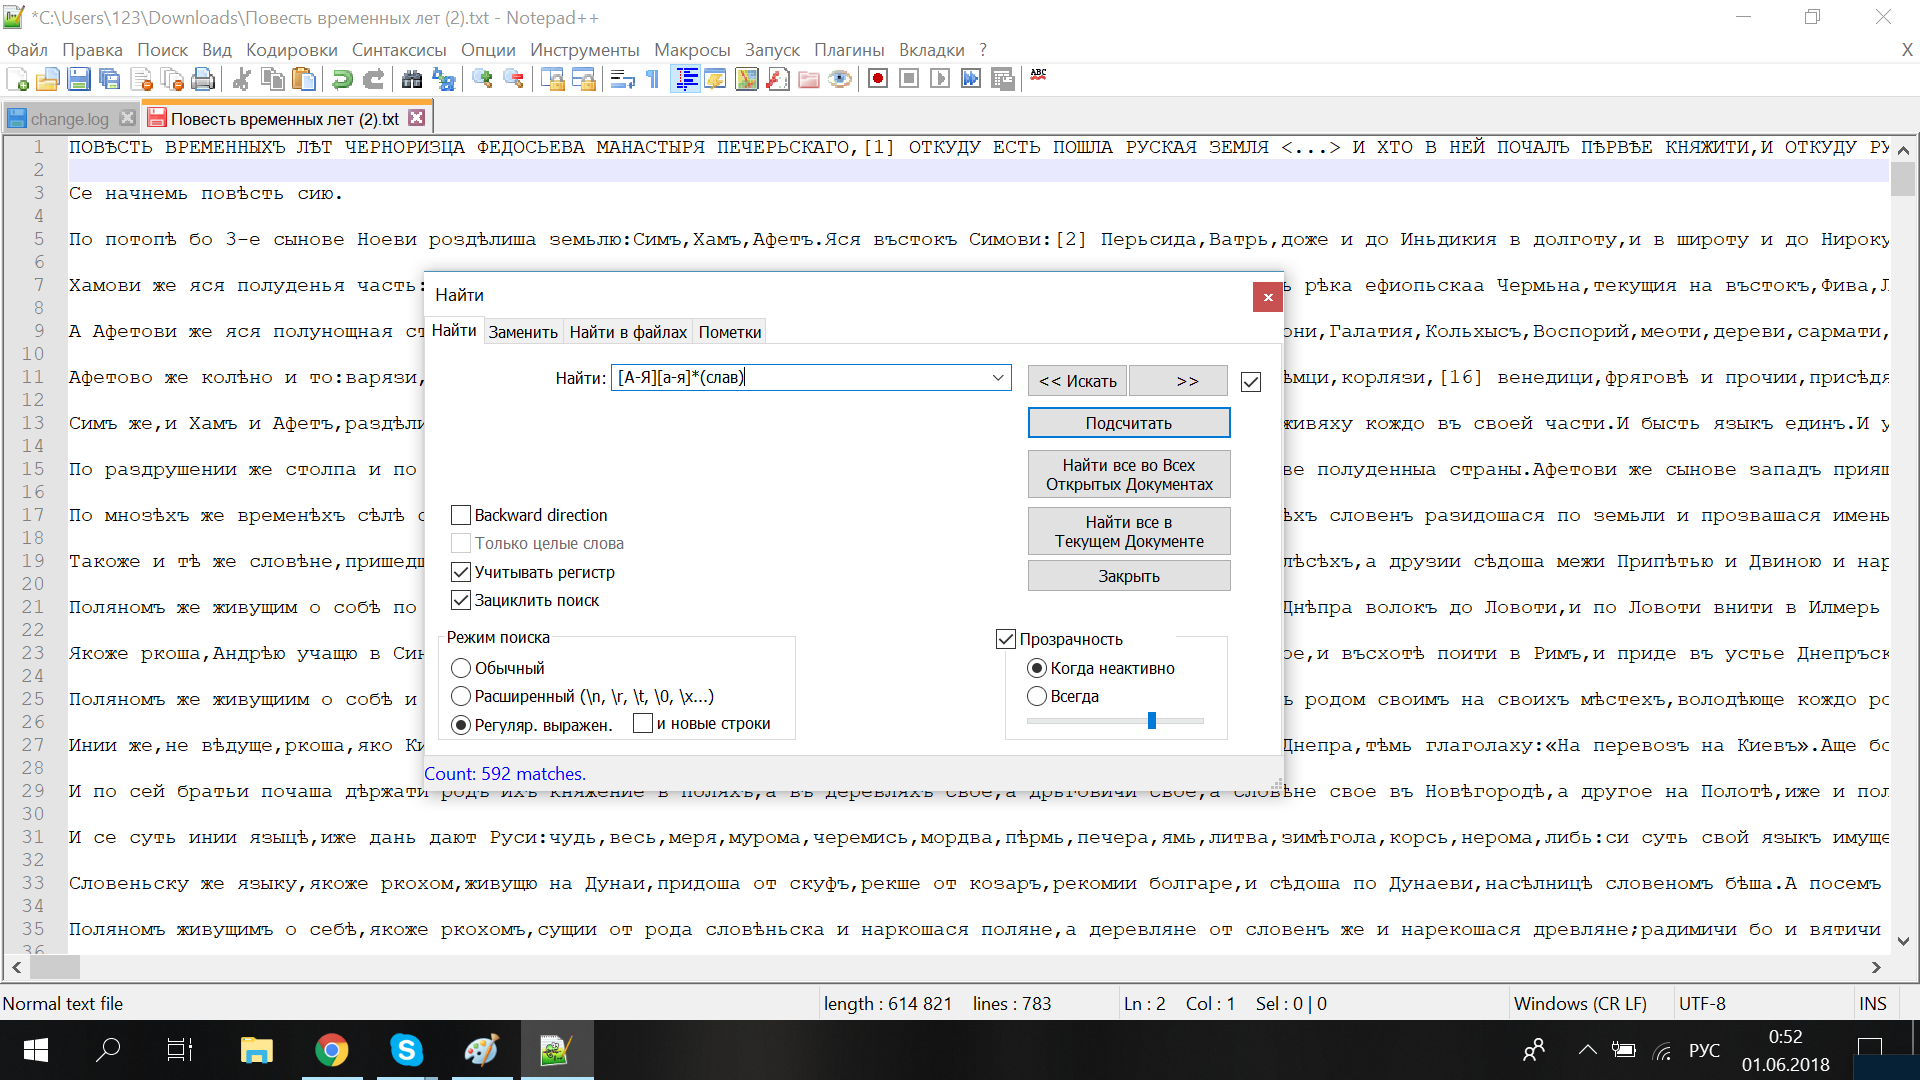 *C:\Users\123\Downloads\Повесть временных лет (2).txt - Notepad++
Файл Правка Поиск Вид Кодировки Синтаксисы Опции Инструменты Макросы Запуск Плагины Вкладки ? X
ABC
change.log Повесть временных лет (2).txt
1 ПОВѢСТЬ ВРЕМЕННЫХЪ ЛѢТ ЧЕРНОРИЗЦА ФЕДОСЬЕВА МАНАСТЫРЯ ПЕЧЕРЬСКАГО,[1] ОТКУДУ ЕСТЬ ПОШЛА РУСКАЯ ЗЕМЛЯ <...> И ХТО В НЕЙ ПОЧАЛЪ ПѢРВѢЕ КНЯЖИТИ,И ОТКУДУ РУ
2
3 Се начнемь повѣсть сию.
4
5 По потопѣ бо 3-е сынове Ноеви роздѣлиша землю:Симъ,Хамъ,Афетъ.Яся въстокъ Симови:[2] Перьсида,Ватрь,доже и до Иньдикия в долготу,и в широту и до Нироку
6
7 Хамови же яся полуденья часть: рѣка ефиопьскаа Чермьна,текущия на въстокъ,Фива,Л
8
9 А Афетови же яся полунощная ст они,Галатия,Кольхысъ,Воспорий,меоти,дереви,сармати,
10
11 Афетово же колѣно и то:варязи, ѣмци,корлязи,[16] венедици,фряговѣ и прочии,присѣдя
12
13 Симъ же,и Хамъ и Афетъ,раздѣли живяху кождо въ своей части.И бысть языкъ единъ.И у
14
15 По раздрушении же столпа и по ве полуденныа страны.Афетови же сынове западъ прияш
16
17 По мнозѣхъ же временѣхъ сѣлѣ с ѣхъ словенъ разидошася по земьли и прозвашася имены
18
19 Такоже и тѣ же словѣне,пришедш лѣсѣхъ,а друзии сѣдоша межи Припѣтью и Двиною и нар
20
21 Поляномъ же живущим о собѣ по Днѣпра волокъ до Ловоти,и по Ловоти внити в Илмерь
22
23 Якоже ркоша,Андрѣю учащю в Син ое,и въсхотѣ поити в Римъ,и приде въ устье Днепрьск
24
25 Поляномъ же живущиим о собѣ и ъ родом своимъ на своихъ мѣстех,володѣюще кождо ро
26
27 Инии же,не вѣдуще,ркоша,яко Ки Днепра,тѣмь глаголаху:«На перевозъ на Киевъ».Аще бо
28
29 И по сей братьи почаша дѣржати родъ ихъ княжение в поляхъ,а въ деревляхъ свое,а дрьговичи свое,а словѣне свое въ Новѣгородѣ,а другое на Полотѣ,иже и пол
30
31 И се суть инии языцѣ,иже дань дают Руси:чудь,весь,меря,мурома,черемись,мордва,пѣрмь,печера,ямь,литва,зимѣгола,корсь,нерома,либь:си суть свой языкъ имуще
32
33 Словеньску же языку,якоже ркохом,живущю на Дунаи,придоша от скуфъ,рекше от козаръ,рекомии болгаре,и сѣдоша по Дунаеви,насѣлницѣ словеномъ бѣша.А посемъ
34
35 Поляномъ живущимъ о себѣ,якоже ркохомъ,сущии от рода словѣньска и наркошася поляне,а деревляне от словенъ же и нарекошася древляне;радимичи бо и вятичи
36
Найти
Найти Заменить Найти в файлах Пометки
Найти: [А-Я][а-я]*(слав)
<< Искать >>
Подсчитать
Найти все во Всех
Открытых Документах
Найти все в
Текущем Документе
Закрыть
Backward direction
Только целые слова
Учитывать регистр
Зациклить поиск
Режим поиска
Обычный
Расширенный (\n, \r, \t, \0, \x...)
Регуляр. выражен. и новые строки
Прозрачность
Когда неактивно
Всегда
Count: 592 matches.
Normal text file length : 614 821 lines : 783 Ln : 2 Col : 1 Sel : 0 | 0 Windows (CR LF) UTF-8 INS
РУС
0:52
01.06.2018